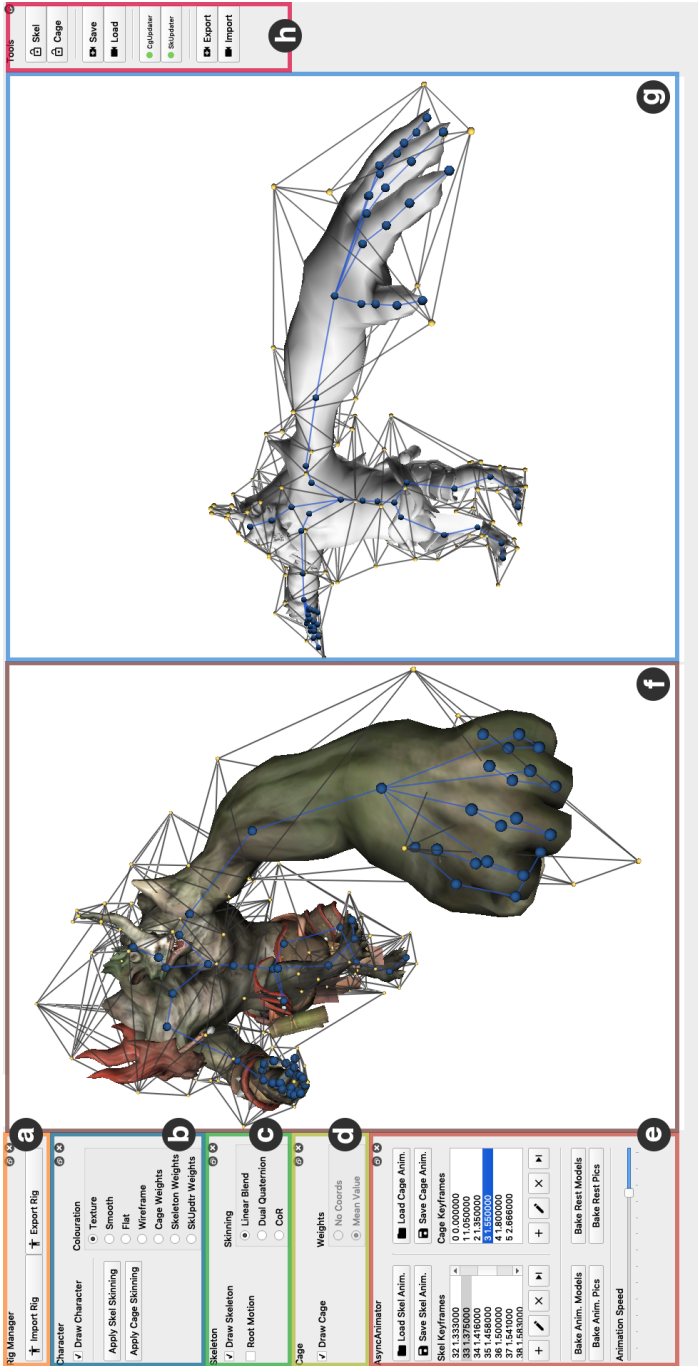 Rig Manager
Import Rig
Export Rig
a
Character
Draw Character
Apply Skel Skinning
Apply Cage Skinning
Colouration
Texture
Smooth
Flat
Wireframe
Cage Weights
Skeleton Weights
SkUpdtr Weights
b
Skeleton
Draw Skeleton
Root Motion
Skinning
Linear Blend
Dual Quaternion
CoR
c
Cage
Draw Cage
Weights
No Coords
Mean Value
d
AsyncAnimator
Load Skel Anim.
Save Skel Anim.
Skel Keyframes
32 1.333000
33 1.375000
34 1.416000
35 1.458000
36 1.500000
37 1.541000
38 1.583000
Load Cage Anim.
Save Cage Anim.
Cage Keyframes
0 0.000000
1 1.050000
2 1.350000
3 1.550000
4 1.800000
5 2.666000
Bake Anim. Models
Bake Rest Models
Bake Anim. Pics
Bake Rest Pics
Animation Speed
e
f
g
Tools
Skel
Cage
Save
Load
CgUpdater
SkUpdater
Export
Import
h